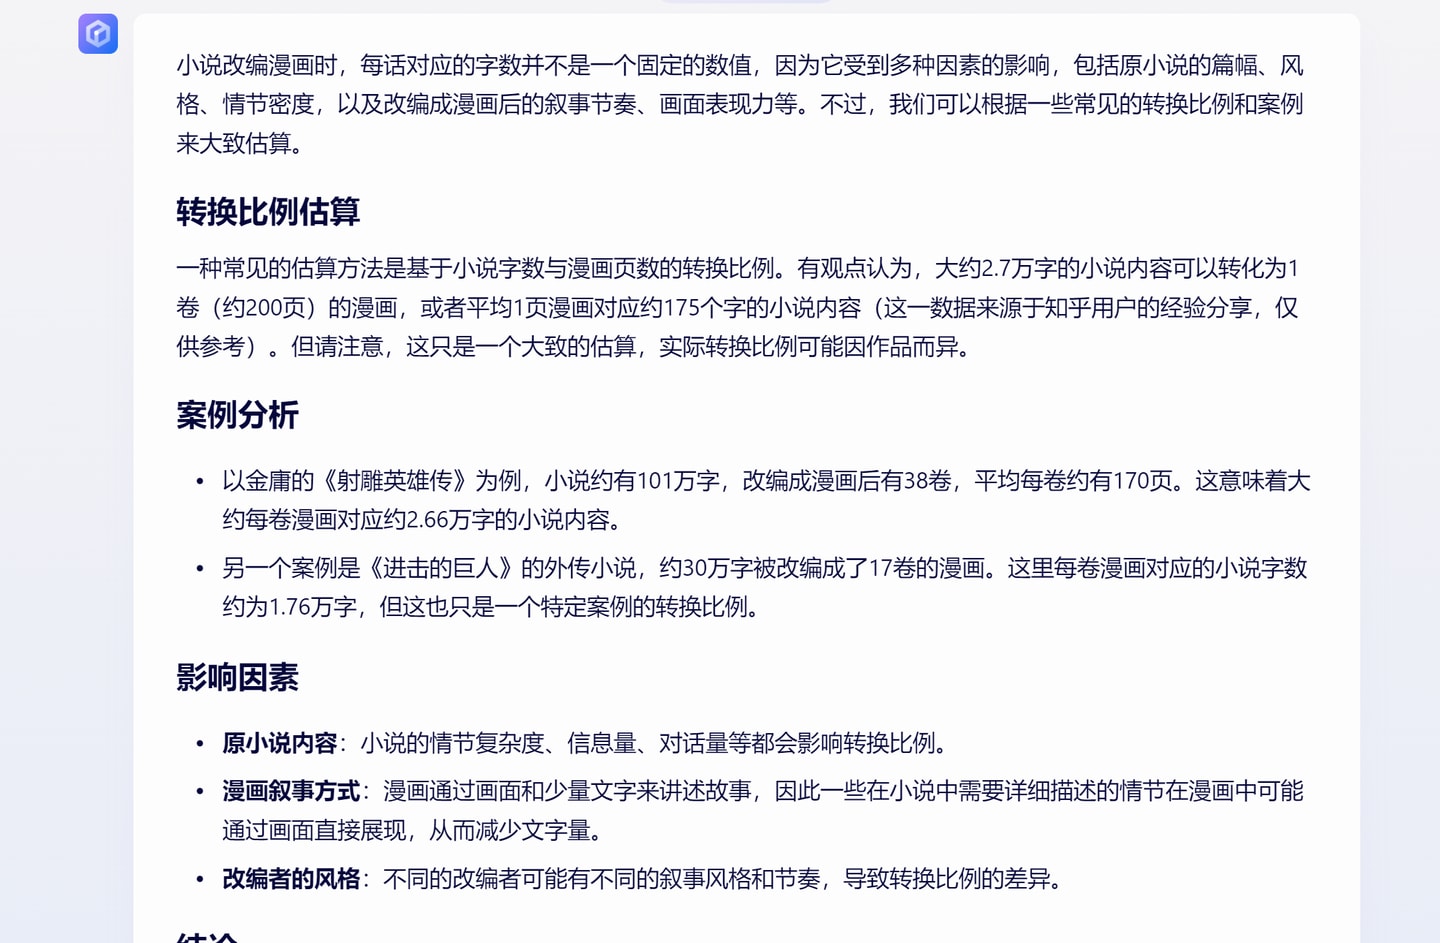 小说改编漫画时，每话对应的字数并不是一个固定的数值，因为它受到多种因素的影响，包括原小说的篇幅、风
格、情节密度，以及改编成漫画后的叙事节奏、画面表现力等。不过，我们可以根据一些常见的转换比例和案例
来大致估算。
转换比例估算
一种常见的估算方法是基于小说字数与漫画页数的转换比例。有观点认为，大约2.7万字的小说内容可以转化为1
卷（约200页）的漫画，或者平均1页漫画对应约175个字的小说内容（这一数据来源于知乎用户的经验分享，仅
供参考）。但请注意，这只是一个大致的估算，实际转换比例可能因作品而异。
案例分析
• 以金庸的《射雕英雄传》为例，小说约有101万字，改编成漫画后有38卷，平均每卷约有170页。这意味着大
约每卷漫画对应约2.66万字的小说内容。
• 另一个案例是《进击的巨人》的外传小说，约30万字被改编成了17卷的漫画。这里每卷漫画对应的小说字数
约为1.76万字，但这也只是一个特定案例的转换比例。
影响因素
• 原小说内容：小说的情节复杂度、信息量、对话量等都会影响转换比例。
• 漫画叙事方式：漫画通过画面和少量文字来讲述故事，因此一些在小说中需要详细描述的情节在漫画中可能
通过画面直接展现，从而减少文字量。
• 改编者的风格：不同的改编者可能有不同的叙事风格和节奏，导致转换比例的差异。
结论